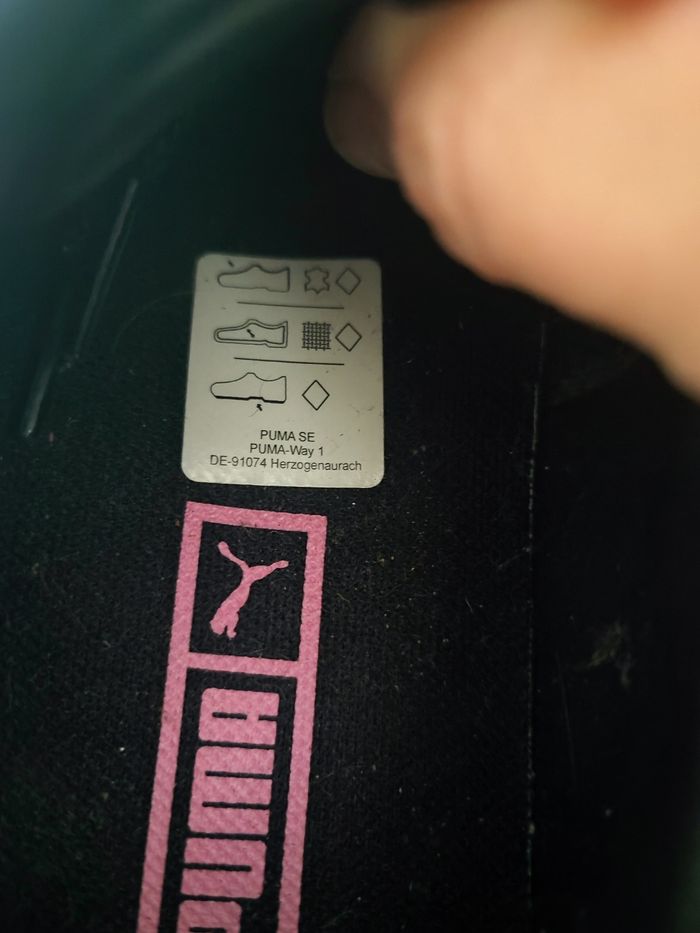 PUMA SE
PUMA-Way 1
DE-91074 Herzogenaurach
PUMA